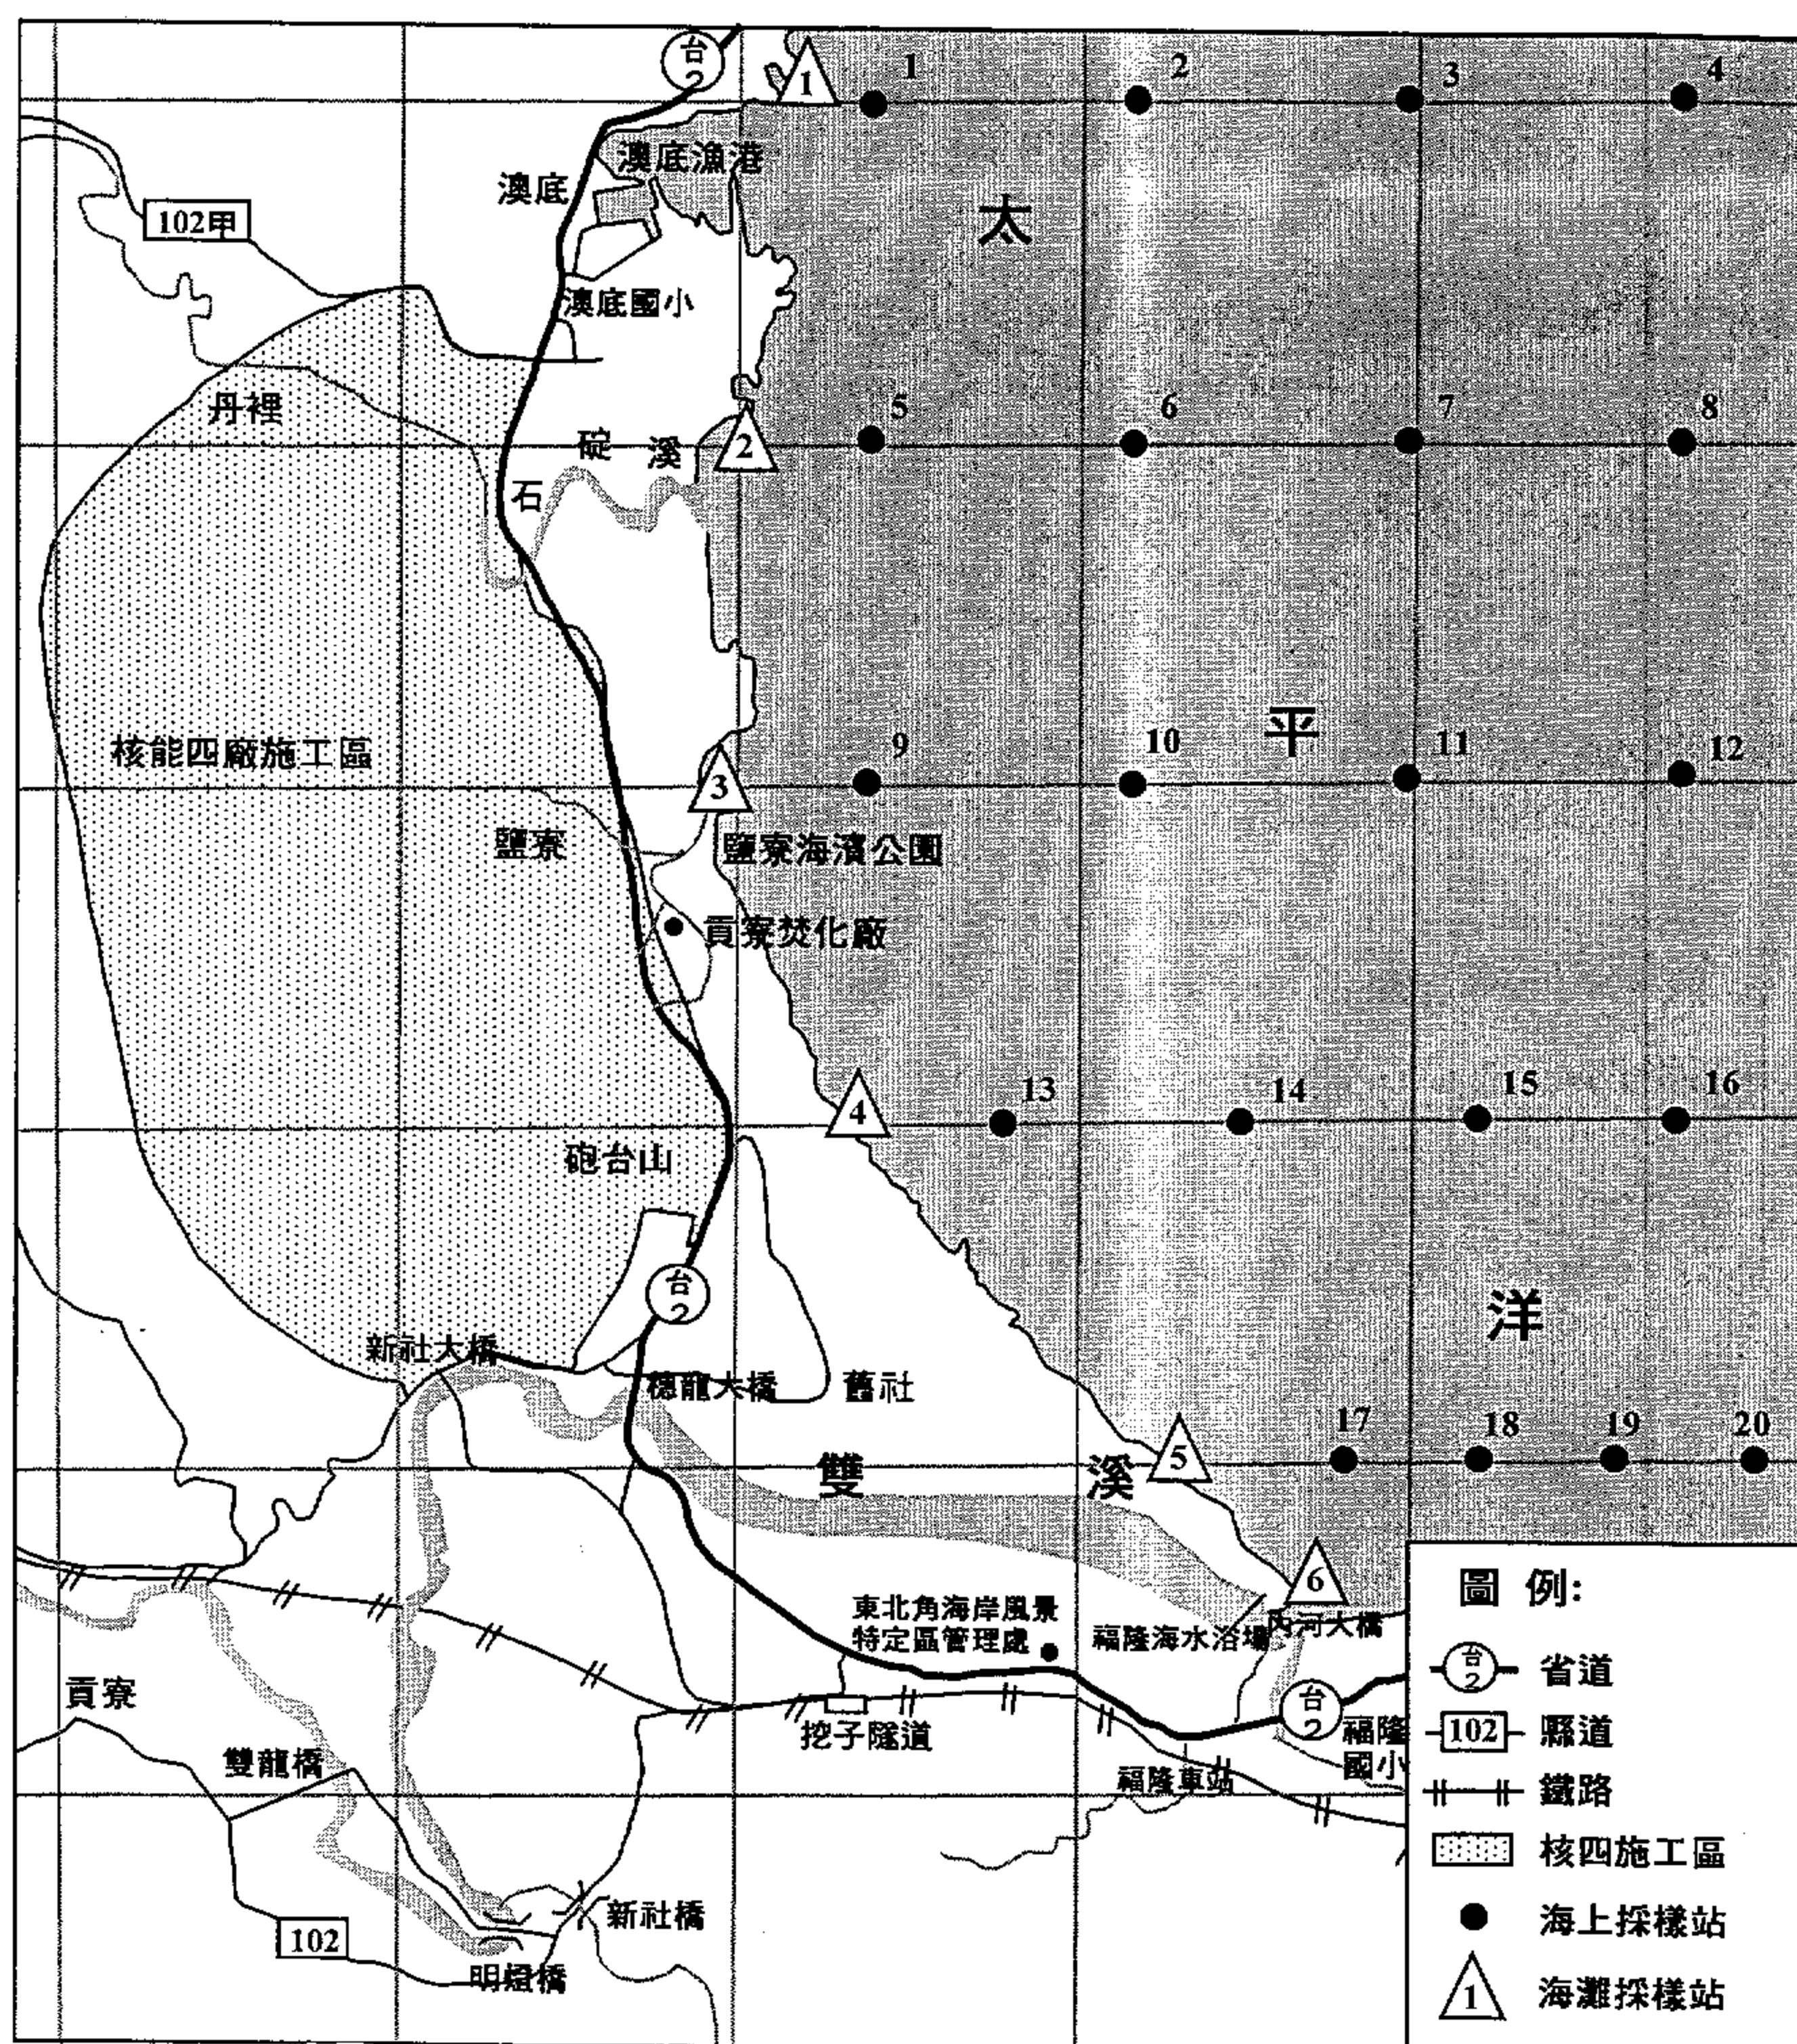 台2
1
1
2
3
4
澳底漁港
澳底
102甲
太
澳底國小
丹裡
5
6
7
8
石碇溪
2
核能四廠施工區
平
9
10
11
12
3
鹽寮
鹽寮海濱公園
貢寮焚化廠
13
14
15
16
4
砲台山
台2
洋
新社大橋
德龍大橋
舊社
17
18
19
20
雙溪
5
6
東北角海岸風景
特定區管理處
福隆海水浴場
內河大橋
貢寮
挖子隧道
台2
福隆
國小
雙龍橋
福隆車站
新社橋
102
明燈橋
圖 例:
台2 省道
102 縣道
鐵路
核四施工區
海上採樣站
1 海灘採樣站